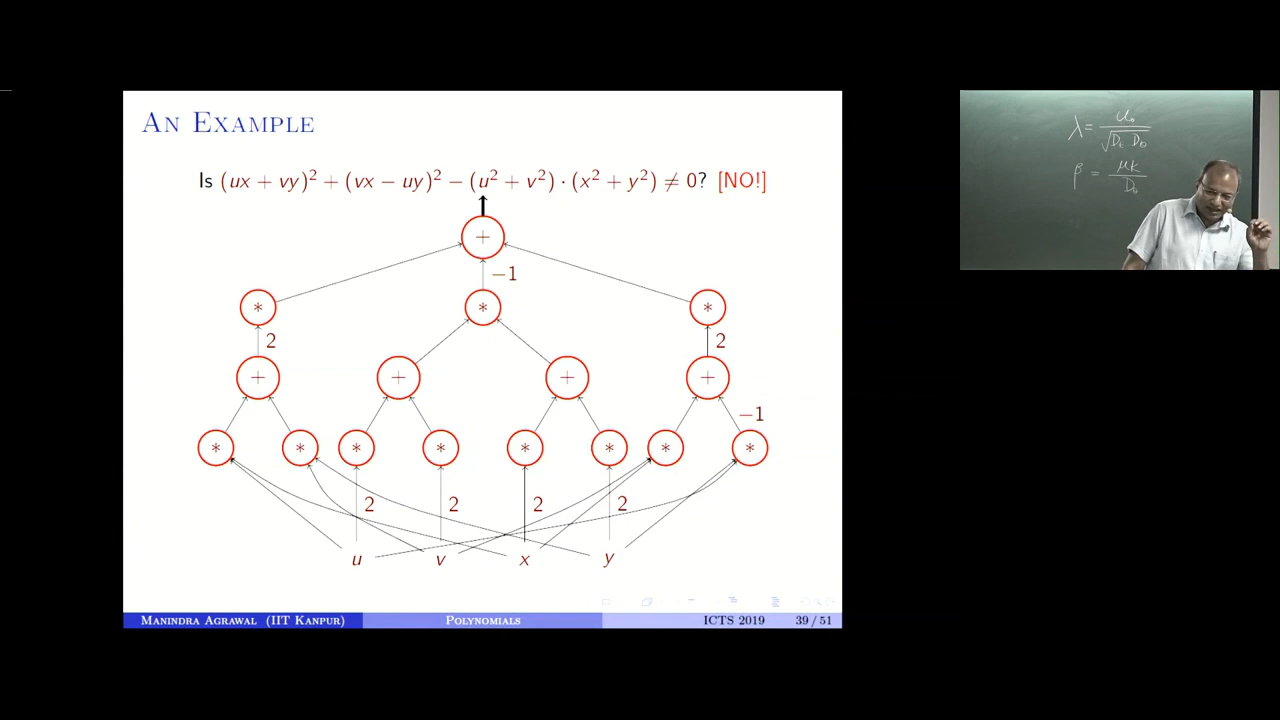 AN EXAMPLE
Is (ux + vy)² + (vx − uy)² − (u² + v²) · (x² + y²) ≠ 0? [NO!]
+
−1
* * *
2 2
+ + + +
−1
* * * * * * * *
2 2 2 2
u v x y
MANINDRA AGRAWAL (IIT KANPUR) POLYNOMIALS ICTS 2019 39 / 51
λ =
β = μk